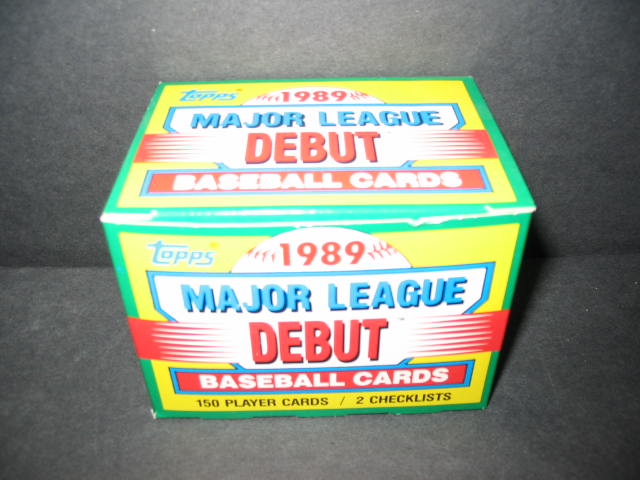 Topps
1989
MAJOR LEAGUE
DEBUT
BASEBALL CARDS
Topps
1989
MAJOR LEAGUE
DEBUT
BASEBALL CARDS
150 PLAYER CARDS / 2 CHECKLISTS